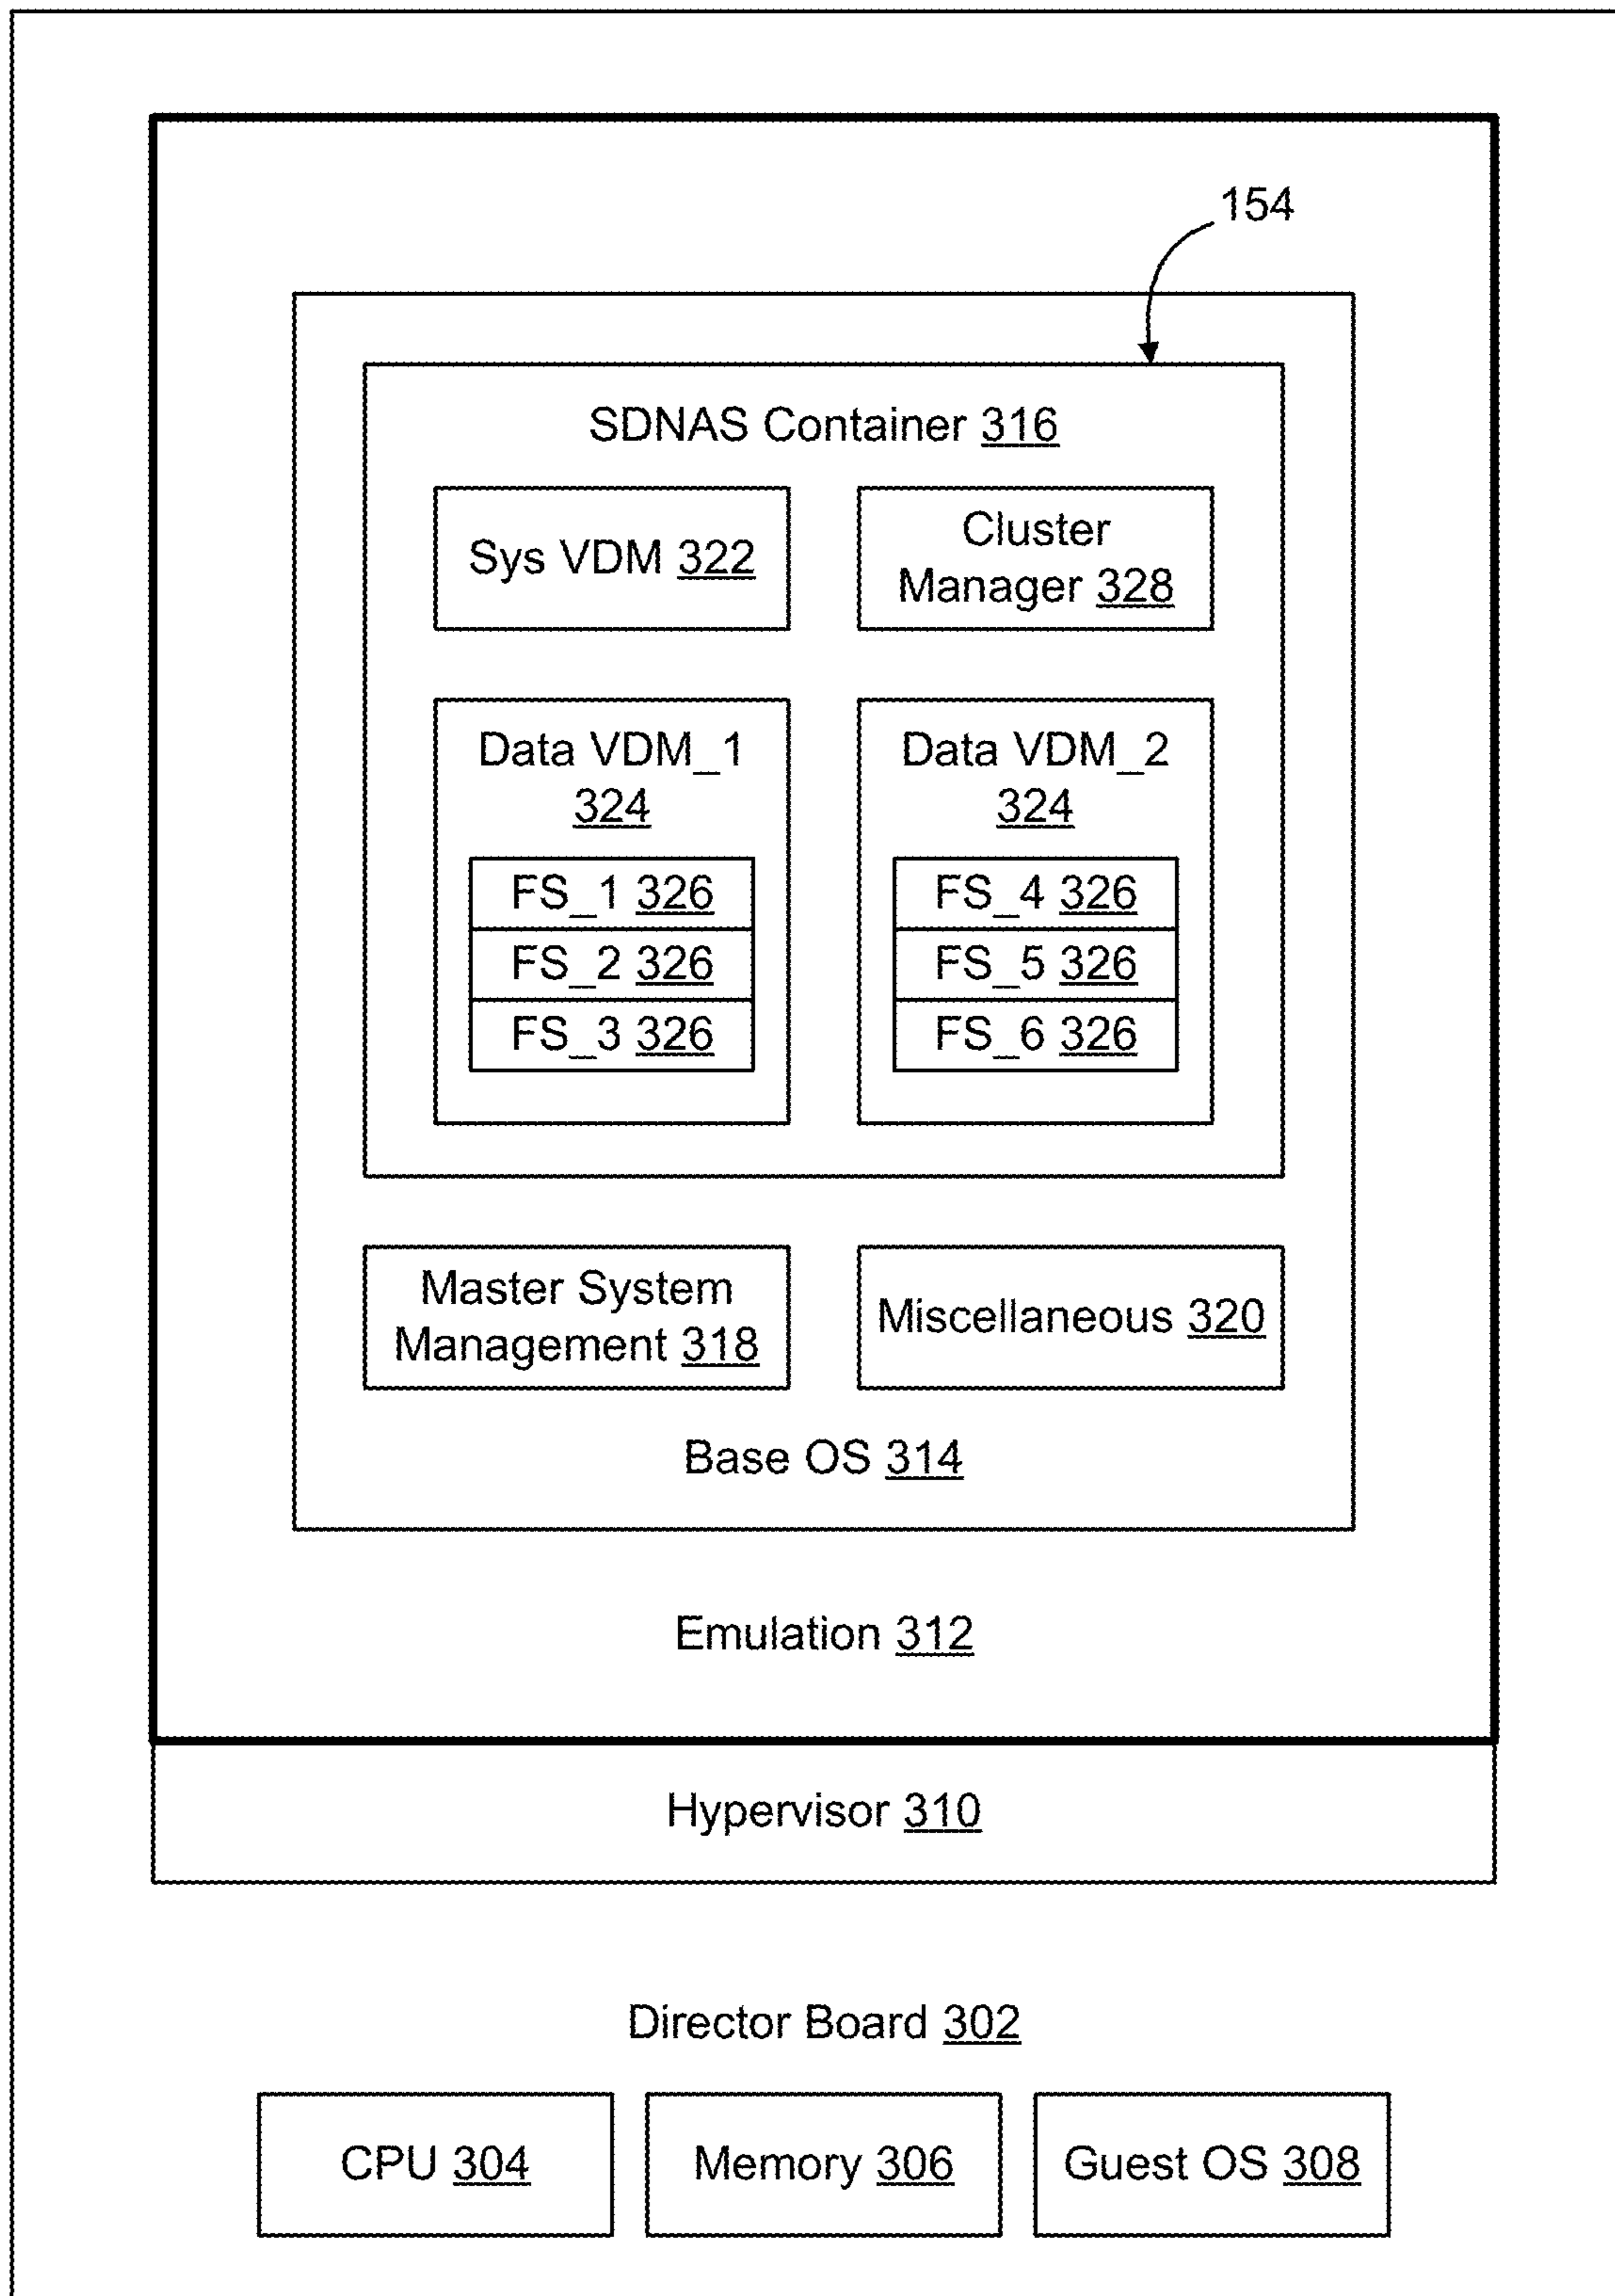 154
SDNAS Container 316
Sys VDM 322
Cluster
Manager 328
Data VDM_1
324
FS_1 326
FS_2 326
FS_3 326
Data VDM_2
324
FS_4 326
FS_5 326
FS_6 326
Master System
Management 318
Miscellaneous 320
Base OS 314
Emulation 312
Hypervisor 310
Director Board 302
CPU 304
Memory 306
Guest OS 308